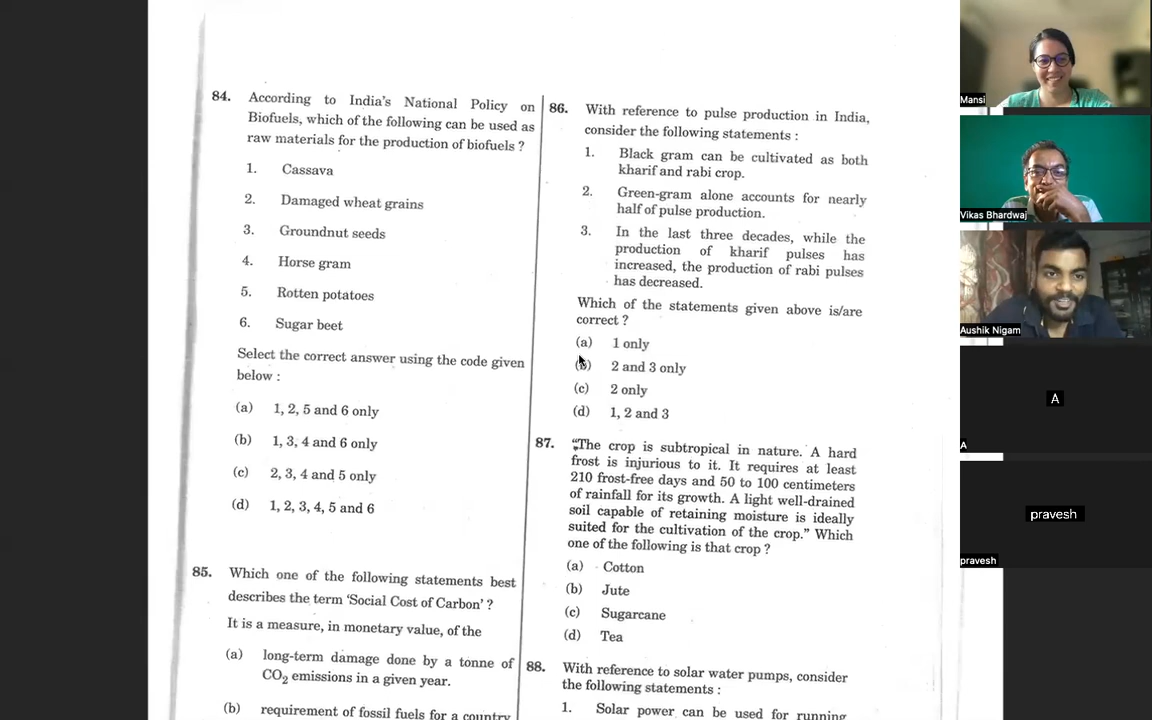 84. According to India's National Policy on
Biofuels, which of the following can be used as
raw materials for the production of biofuels ?
1. Cassava
2. Damaged wheat grains
3. Groundnut seeds
4. Horse gram
5. Rotten potatoes
6. Sugar beet
Select the correct answer using the code given
below :
(a) 1, 2, 5 and 6 only
(b) 1, 3, 4 and 6 only
(c) 2, 3, 4 and 5 only
(d) 1, 2, 3, 4, 5 and 6
85. Which one of the following statements best
describes the term 'Social Cost of Carbon' ?
It is a measure, in monetary value, of the
(a) long-term damage done by a tonne of
CO2 emissions in a given year.
(b) requirement of fossil fuels for a country
86. With reference to pulse production in India,
consider the following statements :
1. Black gram can be cultivated as both
kharif and rabi crop.
2. Green-gram alone accounts for nearly
half of pulse production.
3. In the last three decades, while the
production of kharif pulses has
increased, the production of rabi pulses
has decreased.
Which of the statements given above is/are
correct ?
(a) 1 only
(b) 2 and 3 only
(c) 2 only
(d) 1, 2 and 3
87. "The crop is subtropical in nature. A hard
frost is injurious to it. It requires at least
210 frost-free days and 50 to 100 centimeters
of rainfall for its growth. A light well-drained
soil capable of retaining moisture is ideally
suited for the cultivation of the crop." Which
one of the following is that crop ?
(a) Cotton
(b) Jute
(c) Sugarcane
(d) Tea
88. With reference to solar water pumps, consider
the following statements :
1. Solar power can be used for running
Mansi
Vikas Bhardwaj
Aushik Nigam
A
A
pravesh
pravesh